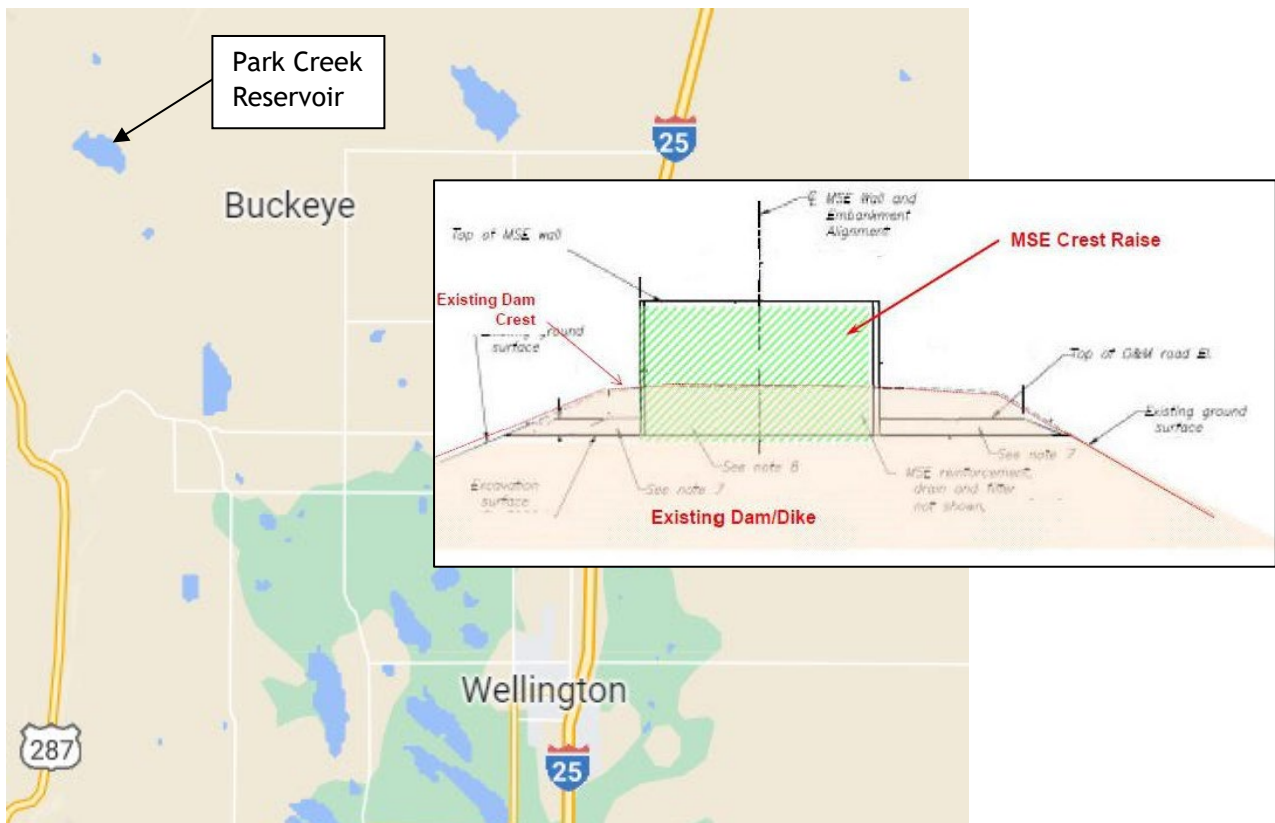 Park Creek
Reservoir
25
Buckeye
℄ MSE Wall and
Embankment
Alignment
Top of MSE wall
MSE Crest Raise
Existing Dam
Crest
Existing ground
surface
Top of O&M road El.
Existing ground
surface
See note 8
See note 7
See note 7
MSE reinforcement,
drain and filter
not shown,
Excavation
surface
Existing Dam/Dike
Wellington
287
25